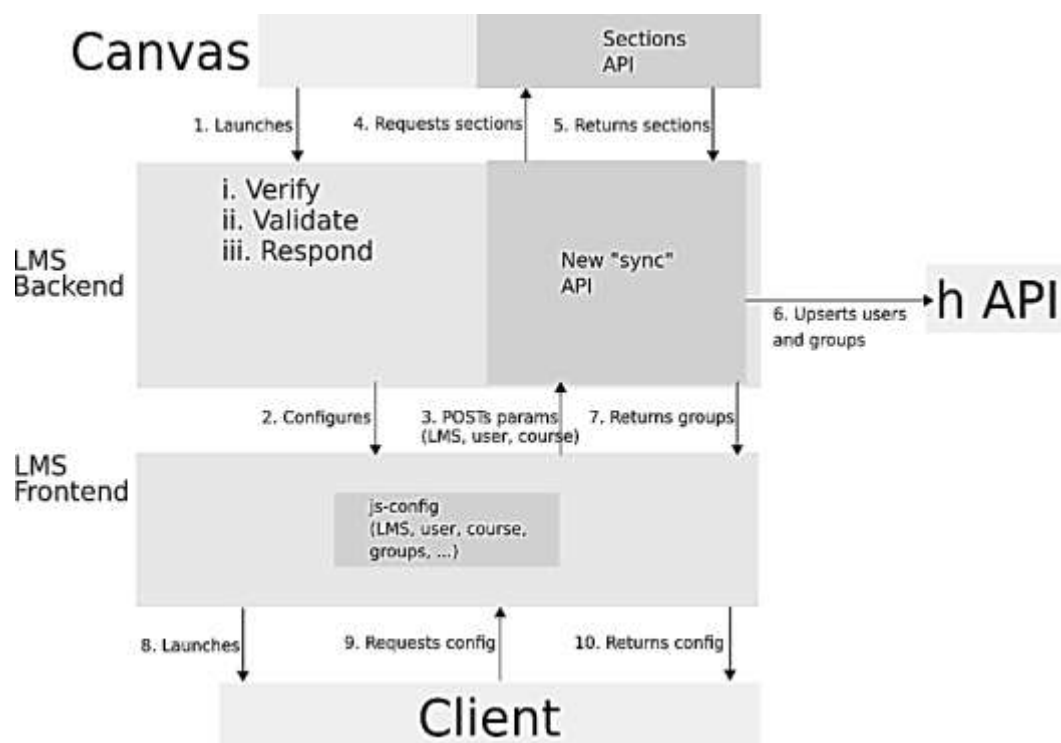 Canvas
Sections
API
1. Launches
4. Requests sections
5. Returns sections
i. Verify
ii. Validate
iii. Respond
LMS
Backend
New "sync"
API
h API
6. Upserts users
and groups
2. Configures
3. POSTs params
(LMS, user, course)
7. Returns groups
LMS
Frontend
js-config
(LMS, user, course,
groups, ...)
8. Launches
9. Requests config
10. Returns config
Client